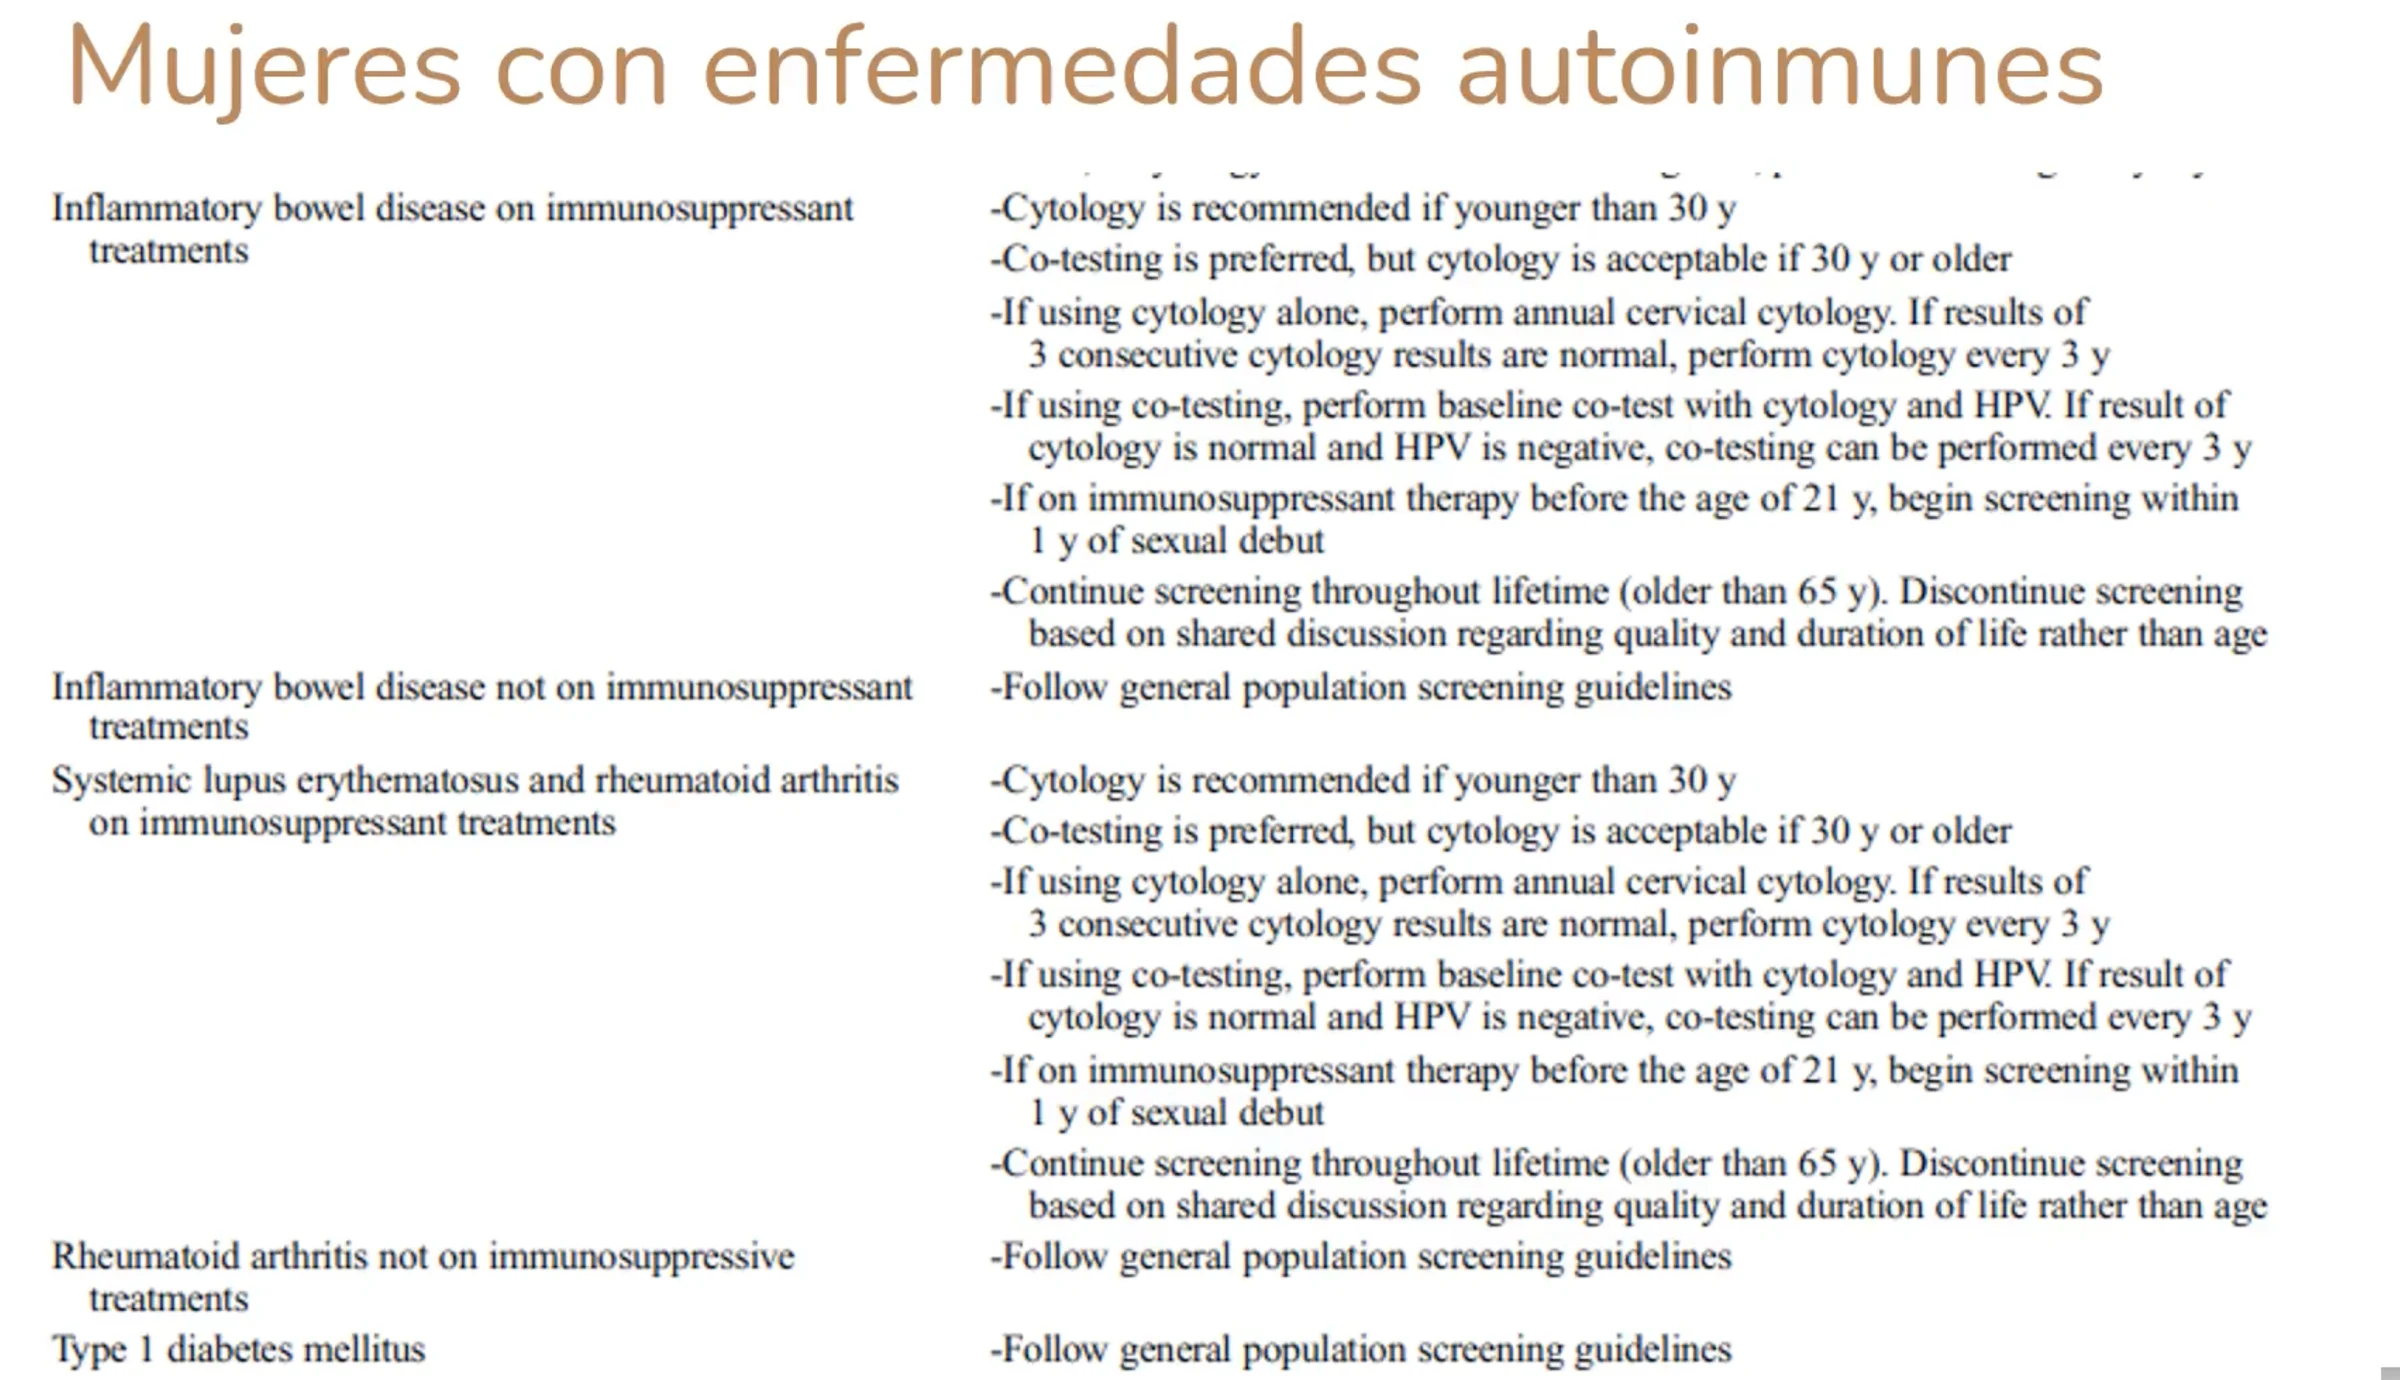 Mujeres con enfermedades autoinmunes
Inflammatory bowel disease on immunosuppressant
treatments
-Cytology is recommended if younger than 30 y
-Co-testing is preferred, but cytology is acceptable if 30 y or older
-If using cytology alone, perform annual cervical cytology. If results of
3 consecutive cytology results are normal, perform cytology every 3 y
-If using co-testing, perform baseline co-test with cytology and HPV. If result of
cytology is normal and HPV is negative, co-testing can be performed every 3 y
-If on immunosuppressant therapy before the age of 21 y, begin screening within
1 y of sexual debut
-Continue screening throughout lifetime (older than 65 y). Discontinue screening
based on shared discussion regarding quality and duration of life rather than age
Inflammatory bowel disease not on immunosuppressant
treatments
-Follow general population screening guidelines
Systemic lupus erythematosus and rheumatoid arthritis
on immunosuppressant treatments
-Cytology is recommended if younger than 30 y
-Co-testing is preferred, but cytology is acceptable if 30 y or older
-If using cytology alone, perform annual cervical cytology. If results of
3 consecutive cytology results are normal, perform cytology every 3 y
-If using co-testing, perform baseline co-test with cytology and HPV. If result of
cytology is normal and HPV is negative, co-testing can be performed every 3 y
-If on immunosuppressant therapy before the age of 21 y, begin screening within
1 y of sexual debut
-Continue screening throughout lifetime (older than 65 y). Discontinue screening
based on shared discussion regarding quality and duration of life rather than age
Rheumatoid arthritis not on immunosuppressive
treatments
-Follow general population screening guidelines
Type 1 diabetes mellitus
-Follow general population screening guidelines